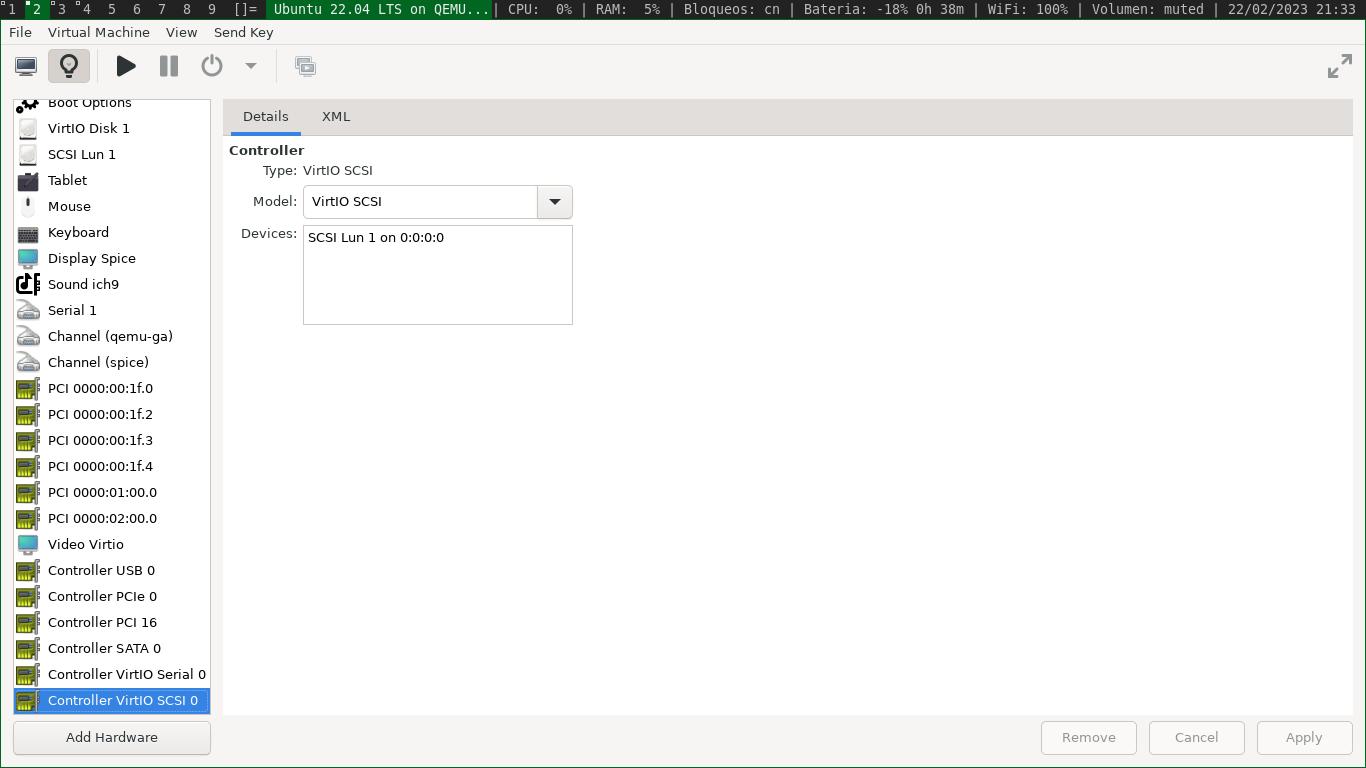 1 2 3 4 5 6 7 8 9 []= Ubuntu 22.04 LTS on QEMU...| CPU:  0% | RAM:  5% | Bloqueos: cn | Bateria: -18% 0h 38m | WiFi: 100% | Volumen: muted | 22/02/2023 21:33
File Virtual Machine View Send Key
Boot Options
VirtIO Disk 1
SCSI Lun 1
Tablet
Mouse
Keyboard
Display Spice
Sound ich9
Serial 1
Channel (qemu-ga)
Channel (spice)
PCI 0000:00:1f.0
PCI 0000:00:1f.2
PCI 0000:00:1f.3
PCI 0000:00:1f.4
PCI 0000:01:00.0
PCI 0000:02:00.0
Video Virtio
Controller USB 0
Controller PCIe 0
Controller PCI 16
Controller SATA 0
Controller VirtIO Serial 0
Controller VirtIO SCSI 0
Add Hardware
Details XML
Controller
Type: VirtIO SCSI
Model: VirtIO SCSI
Devices: SCSI Lun 1 on 0:0:0:0
Remove Cancel Apply